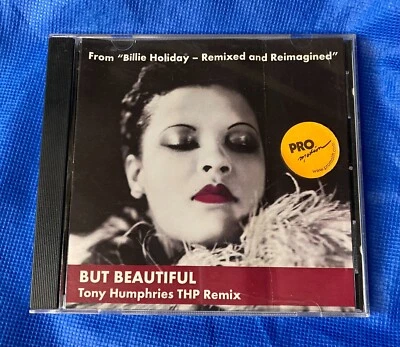 From “Billie Holiday – Remixed and Reimagined”
PRO
BUT BEAUTIFUL
Tony Humphries THP Remix